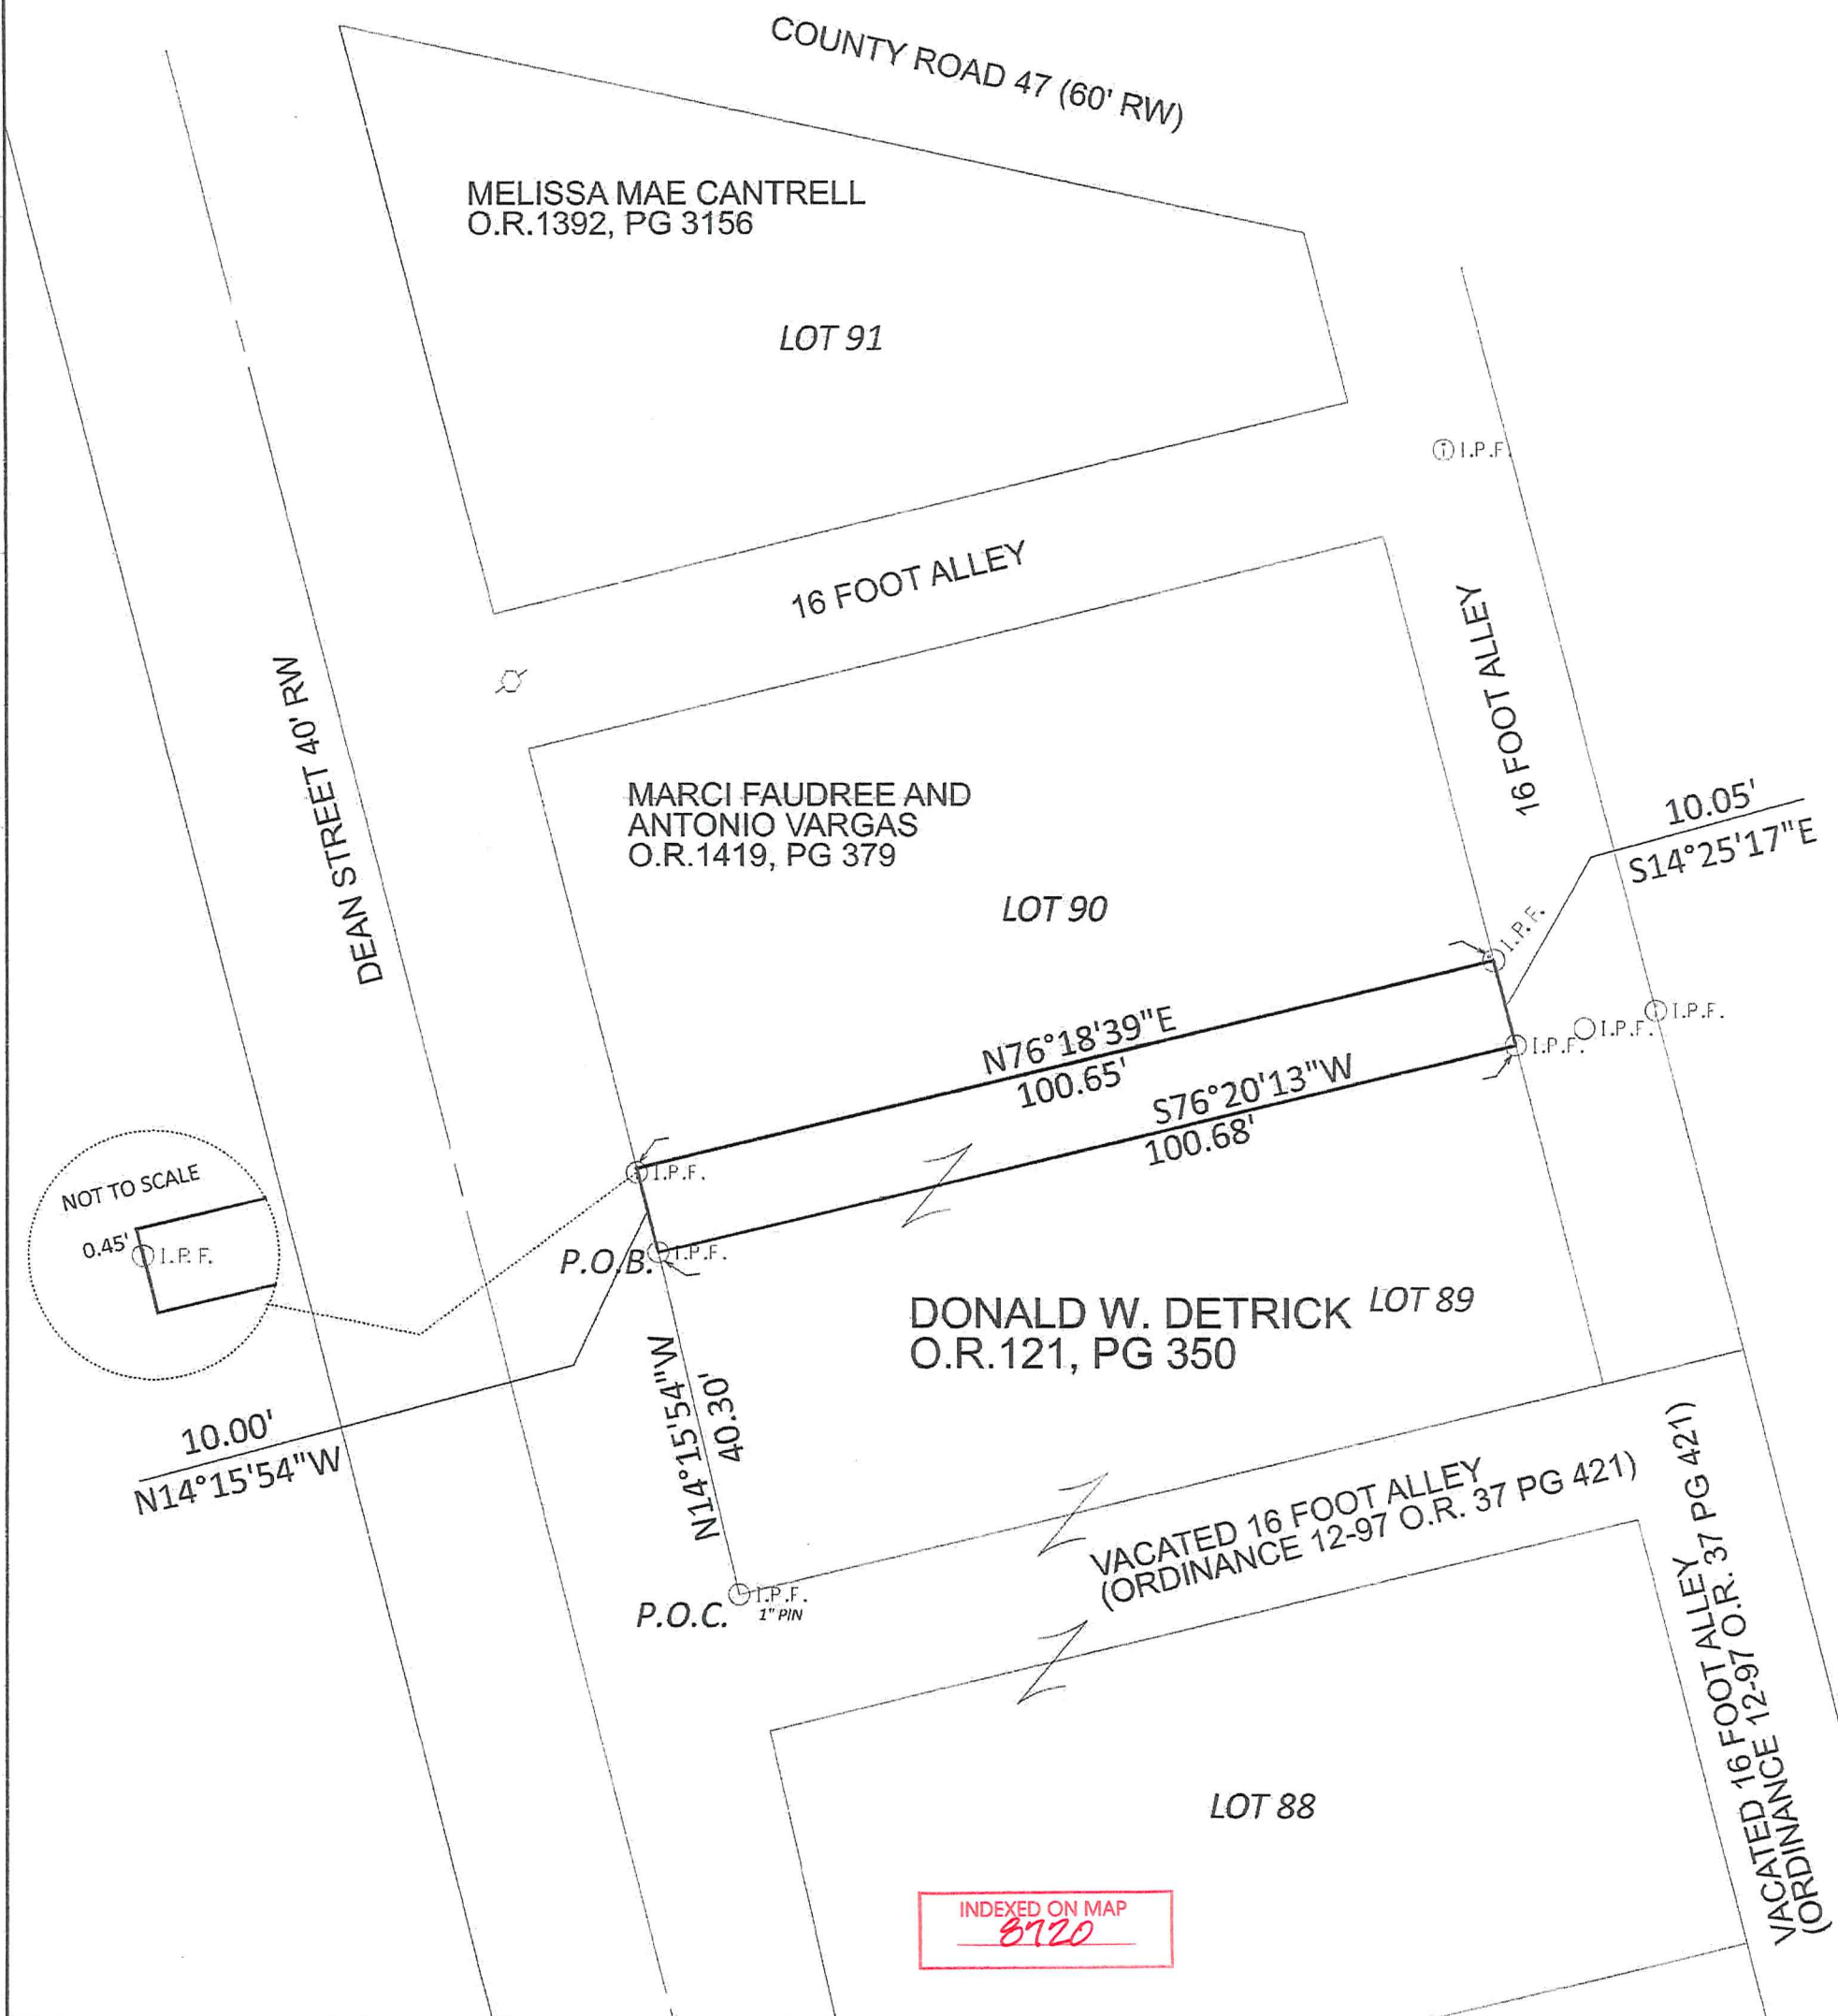 COUNTY ROAD 47 (60' RW)
MELISSA MAE CANTRELL
O.R.1392, PG 3156
LOT 91
I.P.F.
16 FOOT ALLEY
16 FOOT ALLEY
DEAN STREET 40' RW
MARCI FAUDREE AND
ANTONIO VARGAS
O.R.1419, PG 379
LOT 90
10.05'
S14°25'17"E
I.P.F.
I.P.F.
I.P.F.
I.P.F.
N76°18'39"E
100.65'
S76°20'13"W
100.68'
NOT TO SCALE
0.45'
I.P.F.
I.P.F.
P.O.B.
I.P.F.
DONALD W. DETRICK
O.R.121, PG 350
LOT 89
N14°15'54"W
40.30'
10.00'
N14°15'54"W
VACATED 16 FOOT ALLEY
(ORDINANCE 12-97 O.R. 37 PG 421)
P.O.C.
I.P.F.
1" PIN
VACATED 16 FOOT ALLEY
(ORDINIANCE 12-97 O.R. 37 PG 421)
LOT 88
INDEXED ON MAP
8720